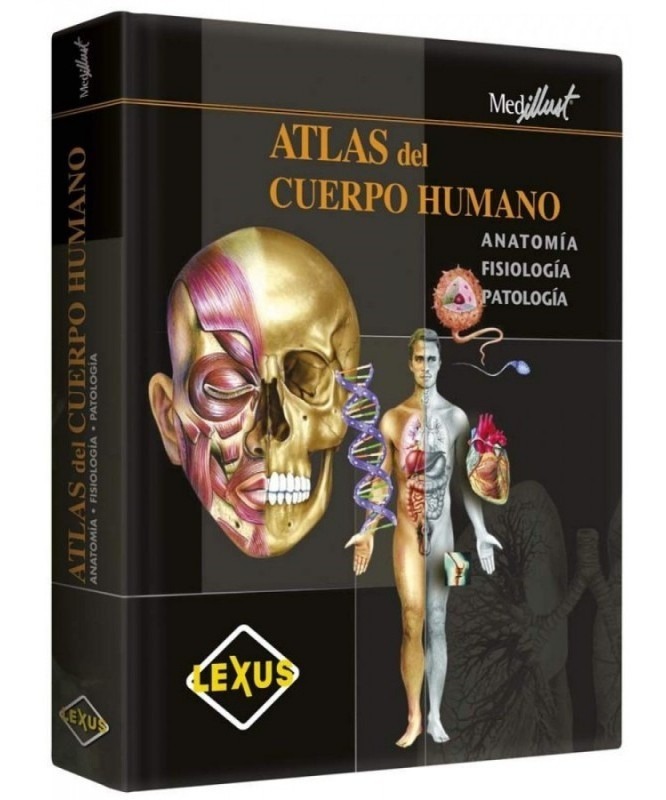 Medillust
ATLAS del
CUERPO HUMANO
ANATOMÍA
FISIOLOGÍA
PATOLOGÍA
LEXUS
Medillust
ATLAS del CUERPO HUMANO
ANATOMÍA • FISIOLOGÍA • PATOLOGÍA
LEXUS